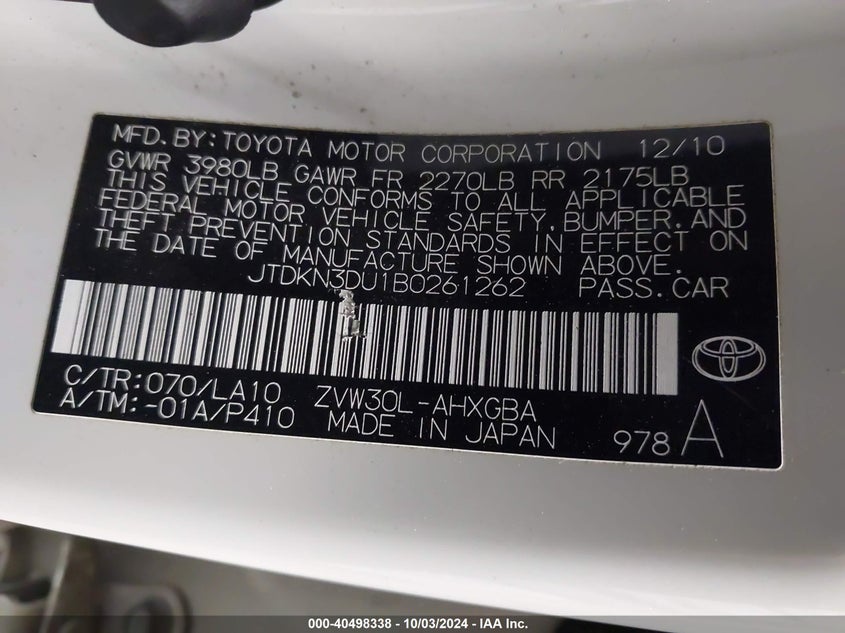 MFD. BY: TOYOTA MOTOR CORPORATION 12/10
GVWR 3980LB GAWR FR 2270LB RR 2175LB
THIS VEHICLE CONFORMS TO ALL APPLICABLE
FEDERAL MOTOR VEHICLE SAFETY, BUMPER, AND
THEFT PREVENTION STANDARDS IN EFFECT ON
THE DATE OF MANUFACTURE SHOWN ABOVE.
JTDKN3DU1B0261262 PASS. CAR
C/TR: 070/LA10 ZVW30L-AHXGBA
A/TM: -01A/P410 MADE IN JAPAN 978 A
000-40498338 - 10/03/2024 - IAA Inc.